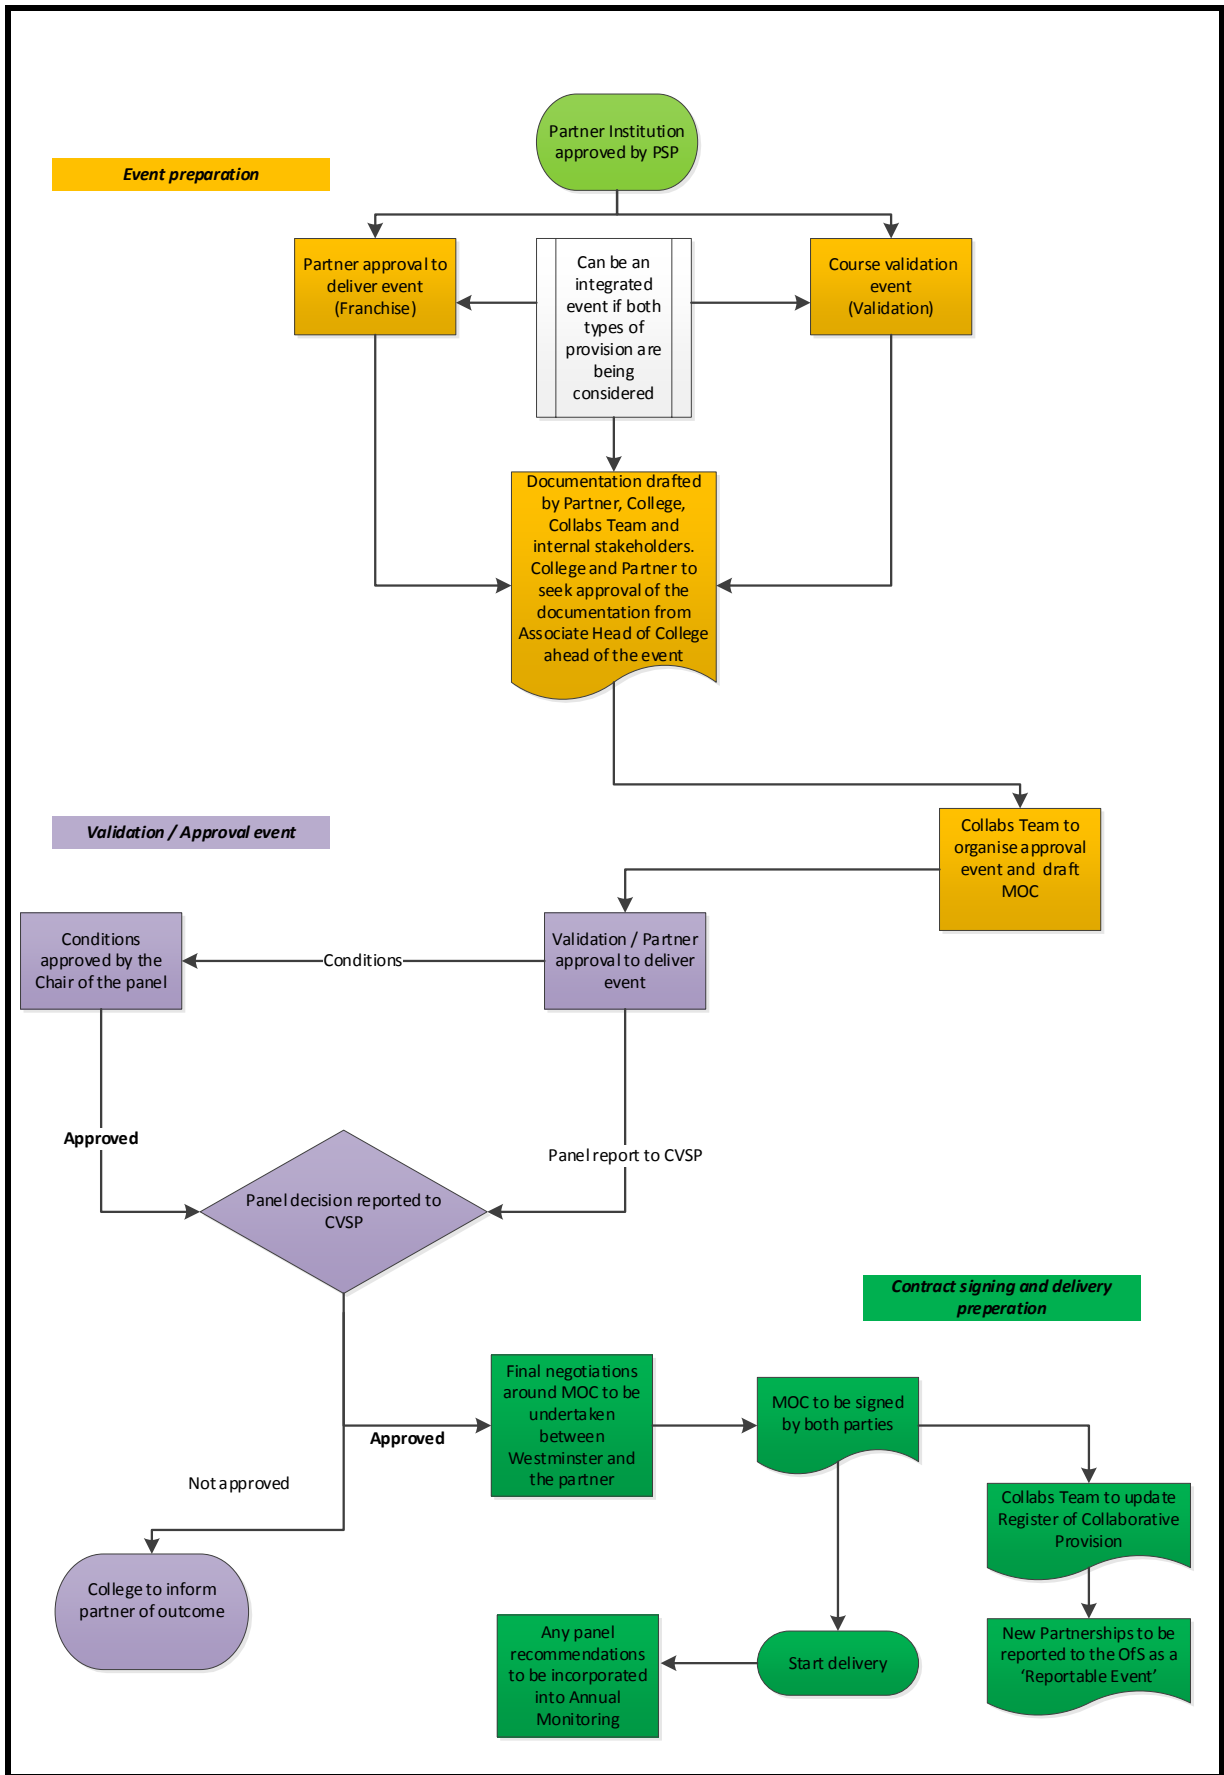 Partner Institution
approved by PSP
Event preparation
Partner approval to
deliver event
(Franchise)
Can be an
integrated
event if both
types of
provision are
being
considered
Course validation
event
(Validation)
Documentation drafted
by Partner, College,
Collabs Team and
internal stakeholders.
College and Partner to
seek approval of the
documentation from
Associate Head of College
ahead of the event
Collabs Team to
organise approval
event and draft
MOC
Validation / Approval event
Conditions
approved by the
Chair of the panel
Conditions
Validation / Partner
approval to deliver
event
Approved
Panel report to CVSP
Panel decision reported to
CVSP
Contract signing and delivery
preperation
Final negotiations
around MOC to be
undertaken
between
Westminster and
the partner
MOC to be signed
by both parties
Approved
Not approved
Collabs Team to update
Register of Collaborative
Provision
College to inform
partner of outcome
Any panel
recommendations
to be incorporated
into Annual
Monitoring
Start delivery
New Partnerships to be
reported to the OfS as a
‘Reportable Event’